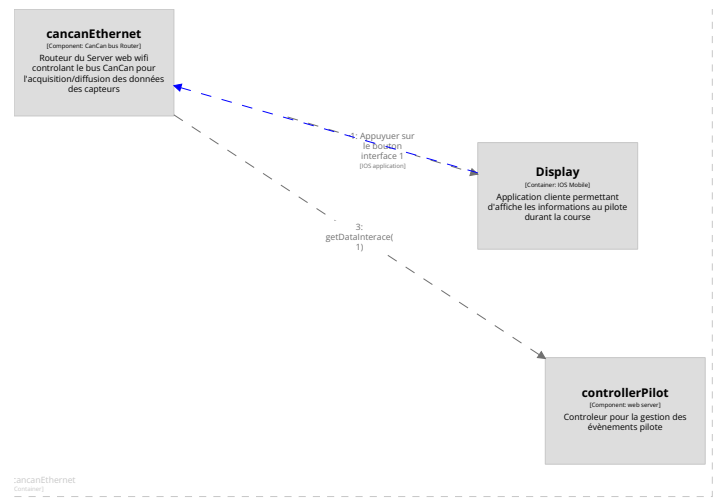 cancanEthernet
[Component: CanCan bus Router]
Routeur du Server web wifi
controlant le bus CanCan pour
l'acquisition/diffusion des données
des capteurs
1: Appuyuer sur
le bouton
interface 1
[IOS application]
Display
[Container: IOS Mobile]
Application cliente permettant
d'affiche les informations au pilote
durant la course
3:
getDataInterace(
1)
controllerPilot
[Component: web server]
Controleur pour la gestion des
évènements pilote
cancanEthernet
Container]